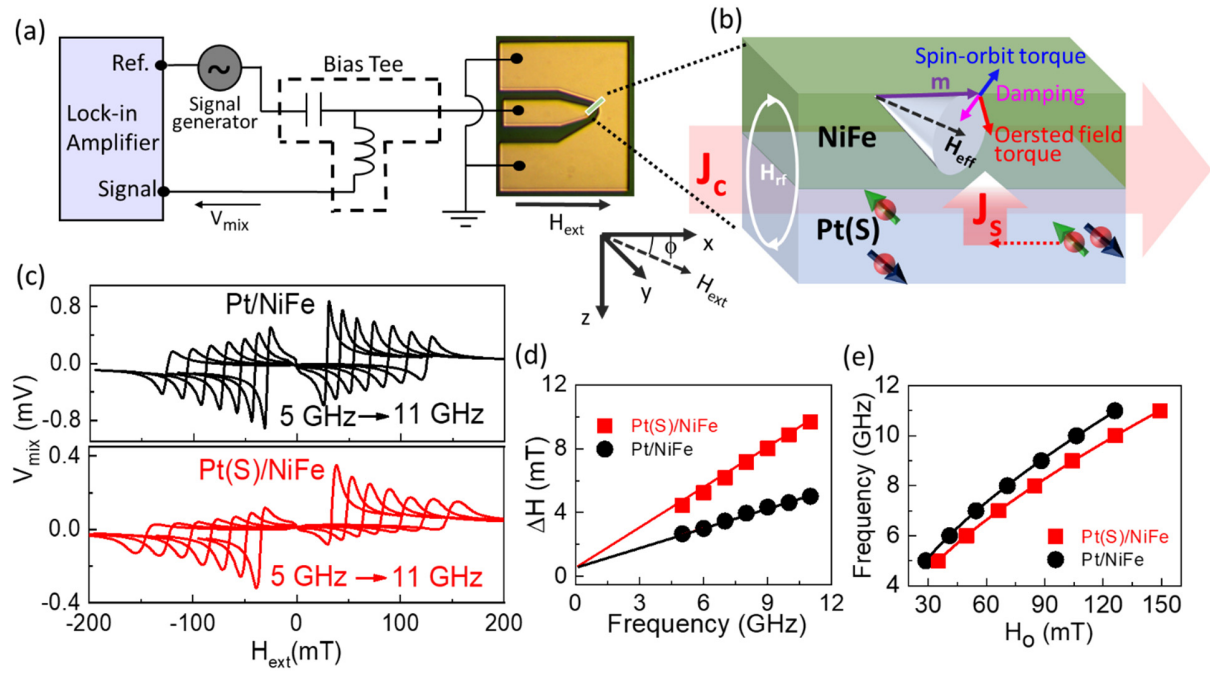 (a)
Ref.
Lock-in
Amplifier
Signal
~
Signal
generator
Bias Tee
V_mix
H_ext
(b)
Spin-orbit torque
m
Damping
NiFe
H_eff
Oersted field
torque
J_c
H_rf
Pt(S)
J_s
x
ϕ
H_ext
y
z
(c)
Pt/NiFe
5 GHz→11 GHz
Pt(S)/NiFe
5 GHz→11 GHz
V_mix (mV)
0.8
0.0
-0.8
0.4
0.0
-0.4
-200 -100 0 100 200
H_ext(mT)
(d)
Pt(S)/NiFe
Pt/NiFe
ΔH (mT)
12
8
4
0
0 3 6 9 12
Frequency (GHz)
(e)
Pt(S)/NiFe
Pt/NiFe
Frequency (GHz)
12
11
10
9
8
7
6
5
4
30 60 90 120 150
H_o (mT)